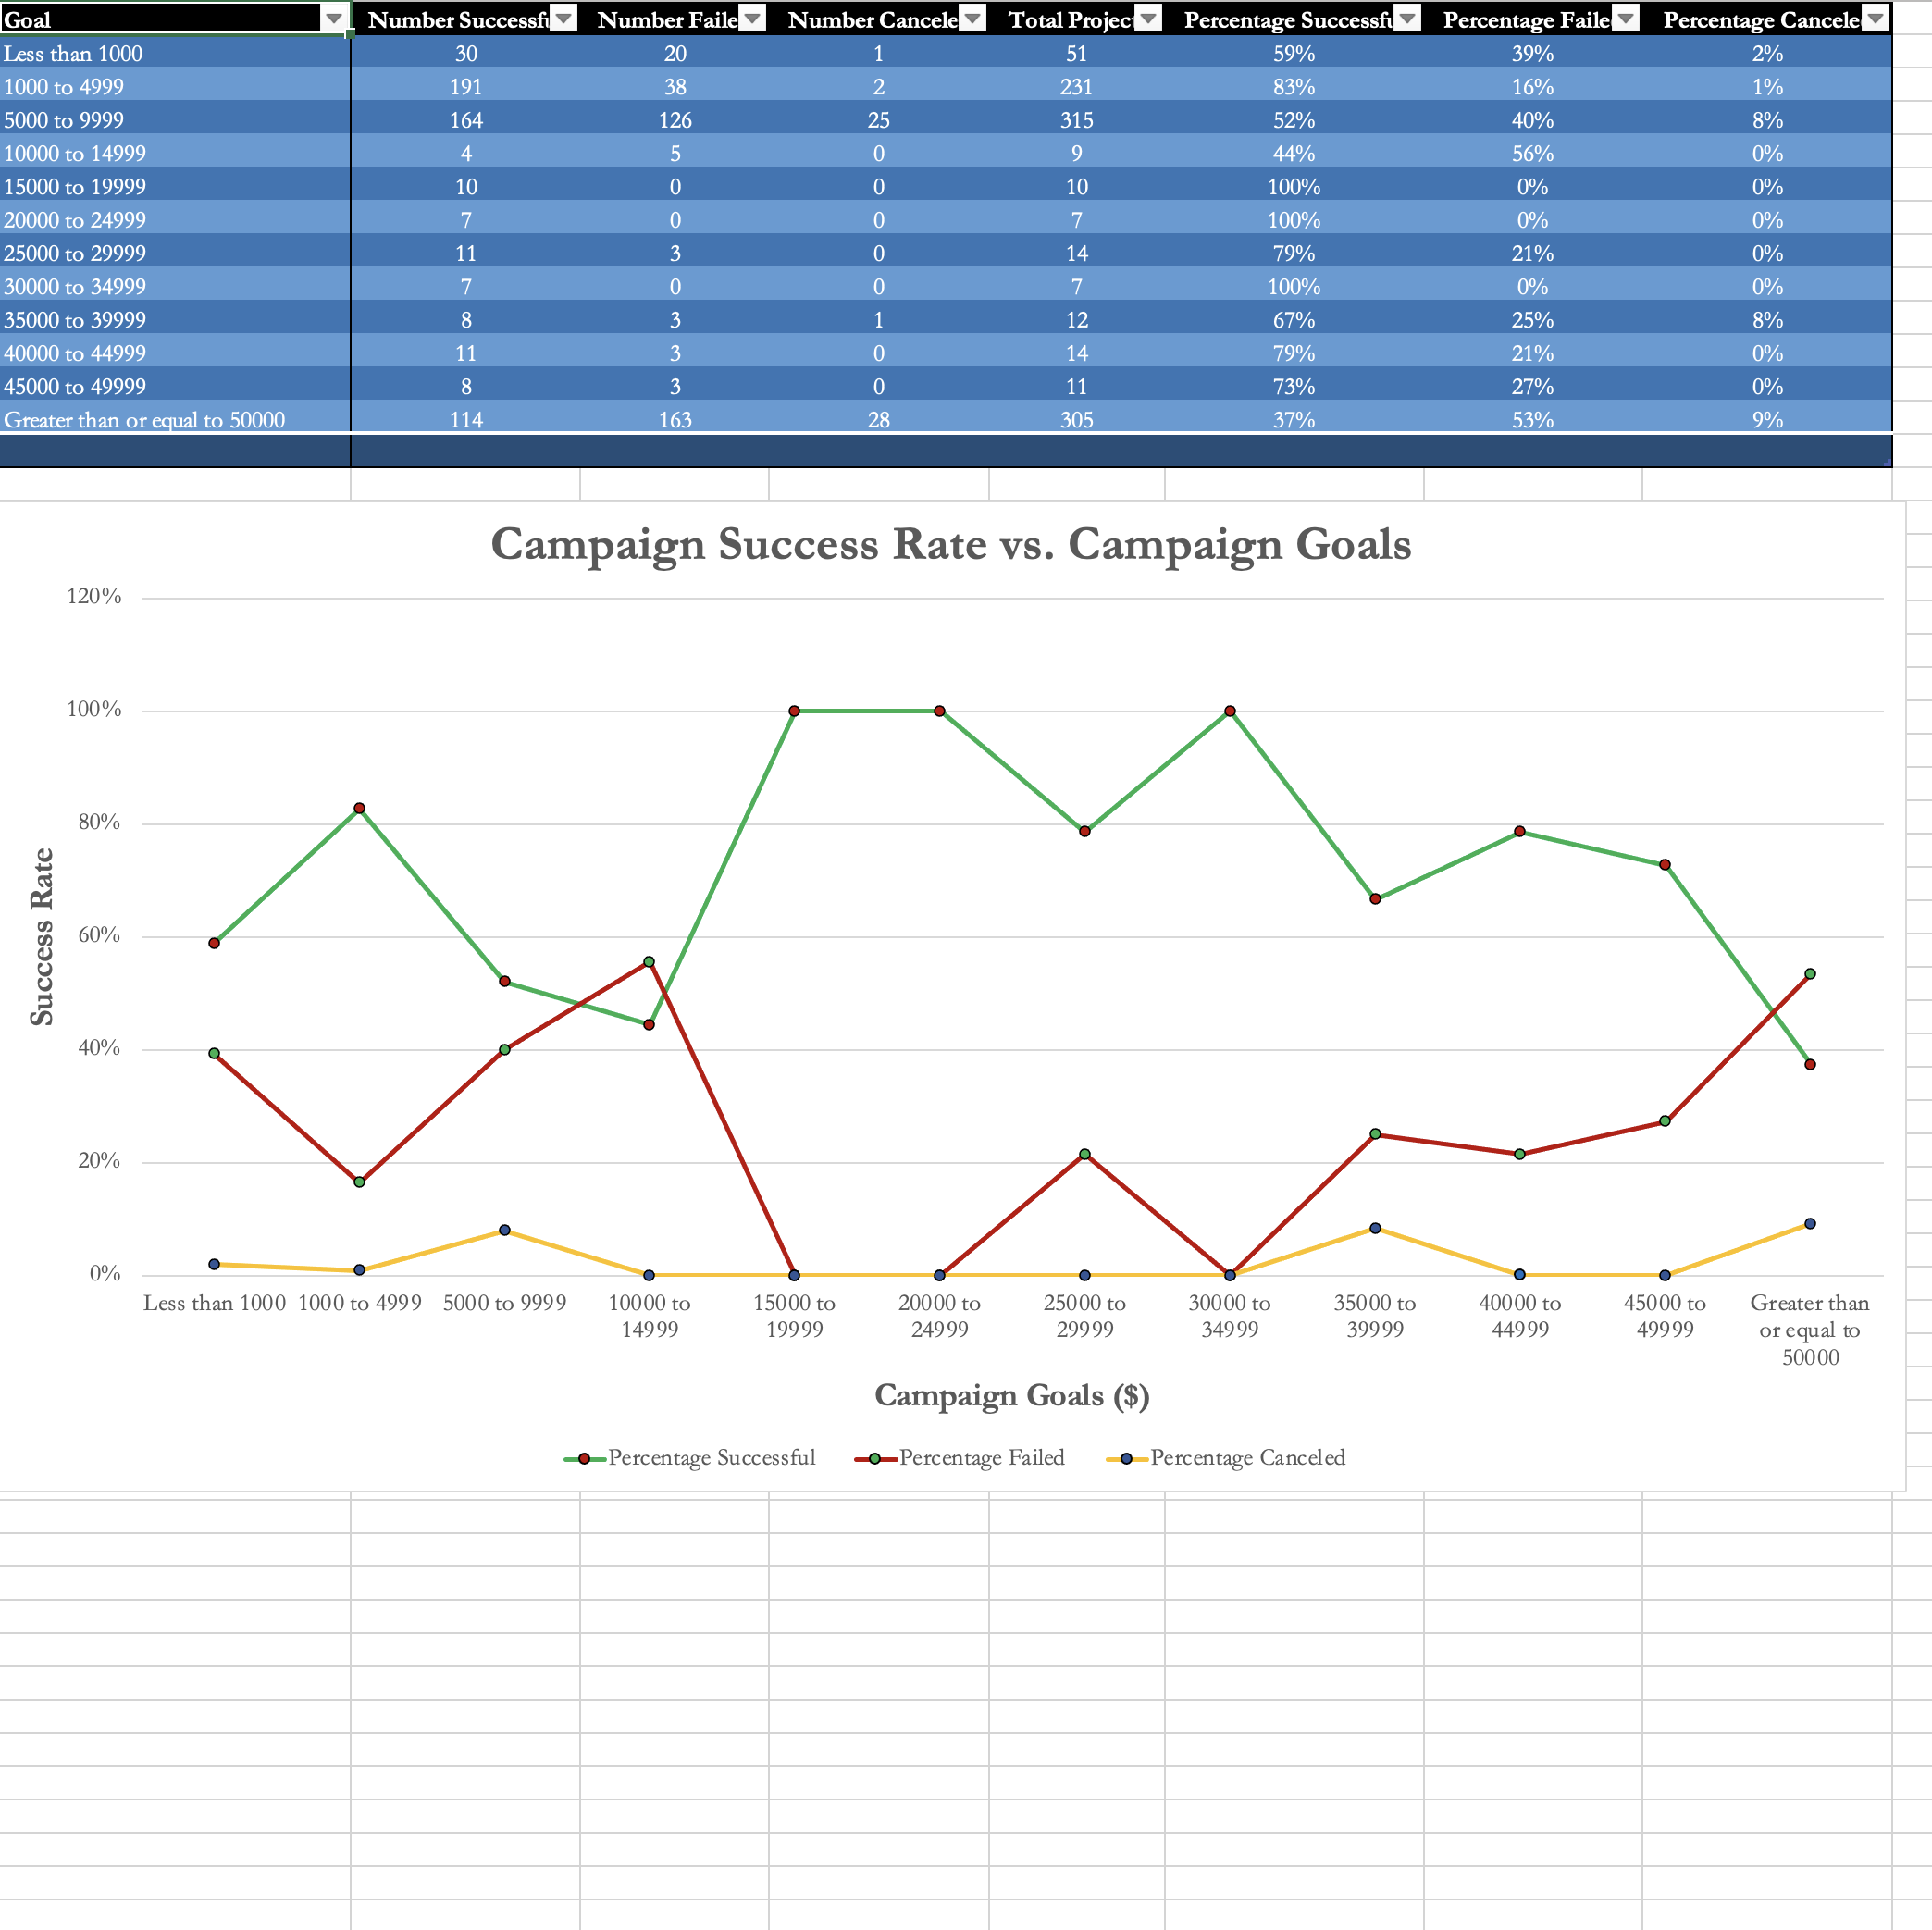 Goal Number Successfu Number Faile Number Cancele Total Project Percentage Successfu Percentage Faile Percentage Cancele
Less than 1000 30 20 1 51 59% 39% 2%
1000 to 4999 191 38 2 231 83% 16% 1%
5000 to 9999 164 126 25 315 52% 40% 8%
10000 to 14999 4 5 0 9 44% 56% 0%
15000 to 19999 10 0 0 10 100% 0% 0%
20000 to 24999 7 0 0 7 100% 0% 0%
25000 to 29999 11 3 0 14 79% 21% 0%
30000 to 34999 7 0 0 7 100% 0% 0%
35000 to 39999 8 3 1 12 67% 25% 8%
40000 to 44999 11 3 0 14 79% 21% 0%
45000 to 49999 8 3 0 11 73% 27% 0%
Greater than or equal to 50000 114 163 28 305 37% 53% 9%
Campaign Success Rate vs. Campaign Goals
120%
100%
80%
60%
40%
20%
0%
Success Rate
Less than 1000 1000 to 4999 5000 to 9999 10000 to 15000 to 20000 to 25000 to 30000 to 35000 to 40000 to 45000 to Greater than
14999 19999 24999 29999 34999 39999 44999 49999 or equal to
50000
Campaign Goals ($)
Percentage Successful Percentage Failed Percentage Canceled